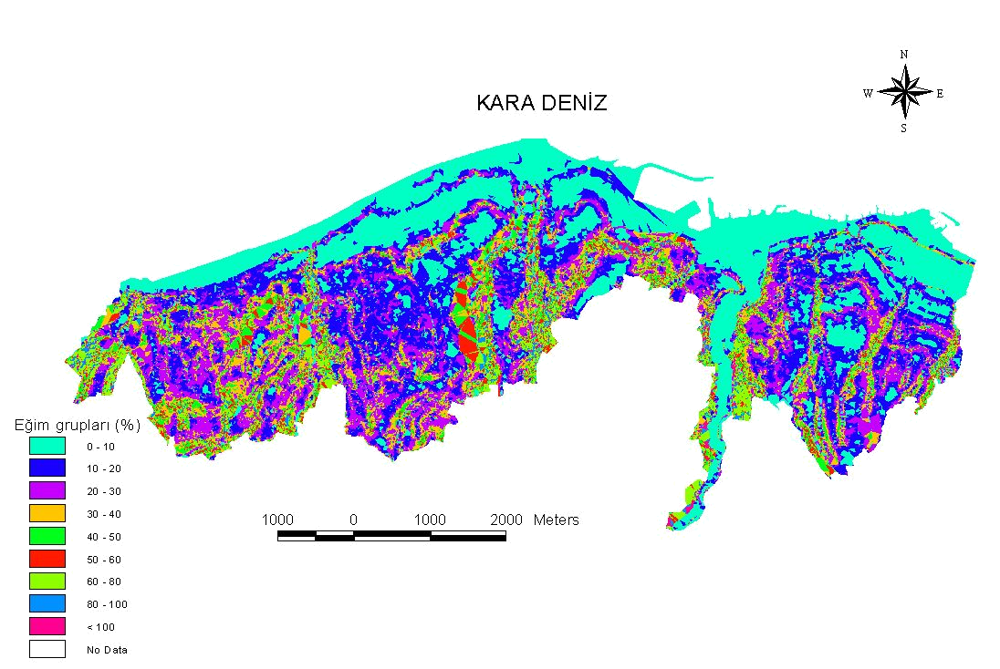 N
KARA DENİZ
W E
S
Eğim grupları (%)
0 - 10
10 - 20
20 - 30
30 - 40
40 - 50
50 - 60
60 - 80
80 - 100
< 100
No Data
1000 0 1000 2000 Meters